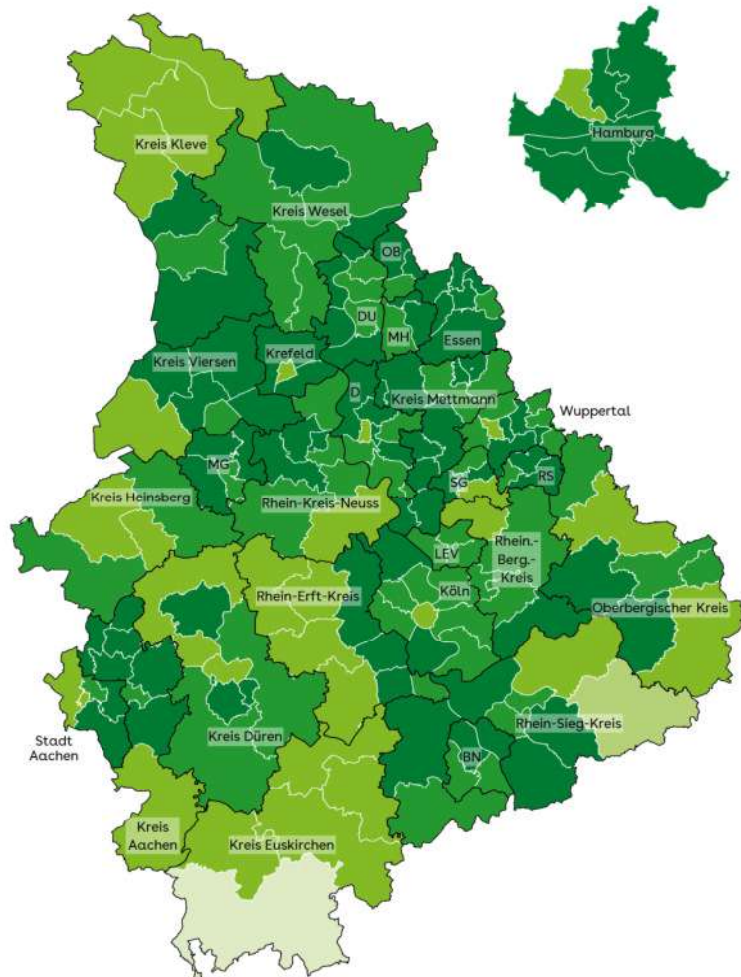 Hamburg
Kreis Kleve
Kreis Wesel
OB
DU
MH
Essen
Kreis Viersen
Krefeld
D
Kreis Mettmann
Wuppertal
MG
SG
RS
Kreis Heinsberg
Rhein-Kreis-Neuss
LEV
Rhein.-
Berg.-
Kreis
Rhein-Erft-Kreis
Köln
Oberbergischer Kreis
Stadt
Aachen
Kreis Düren
Rhein-Sieg-Kreis
BN
Kreis
Aachen
Kreis Euskirchen